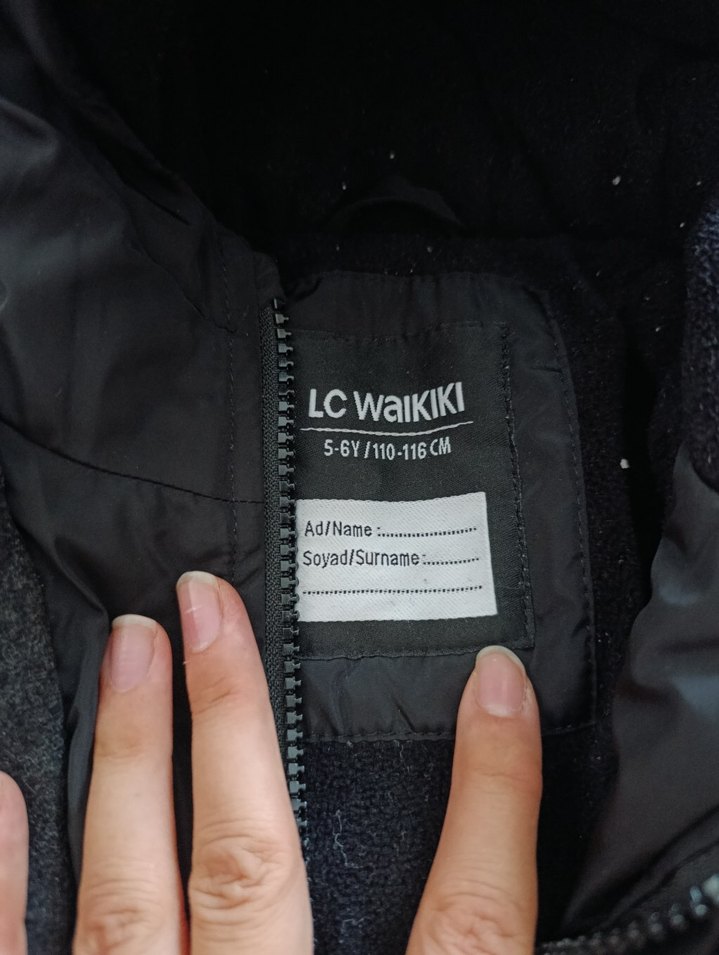 LC WAIKIKI
5-6Y / 110-116 CM
Ad/Name :......................
Soyad/Surname:............
..........................................